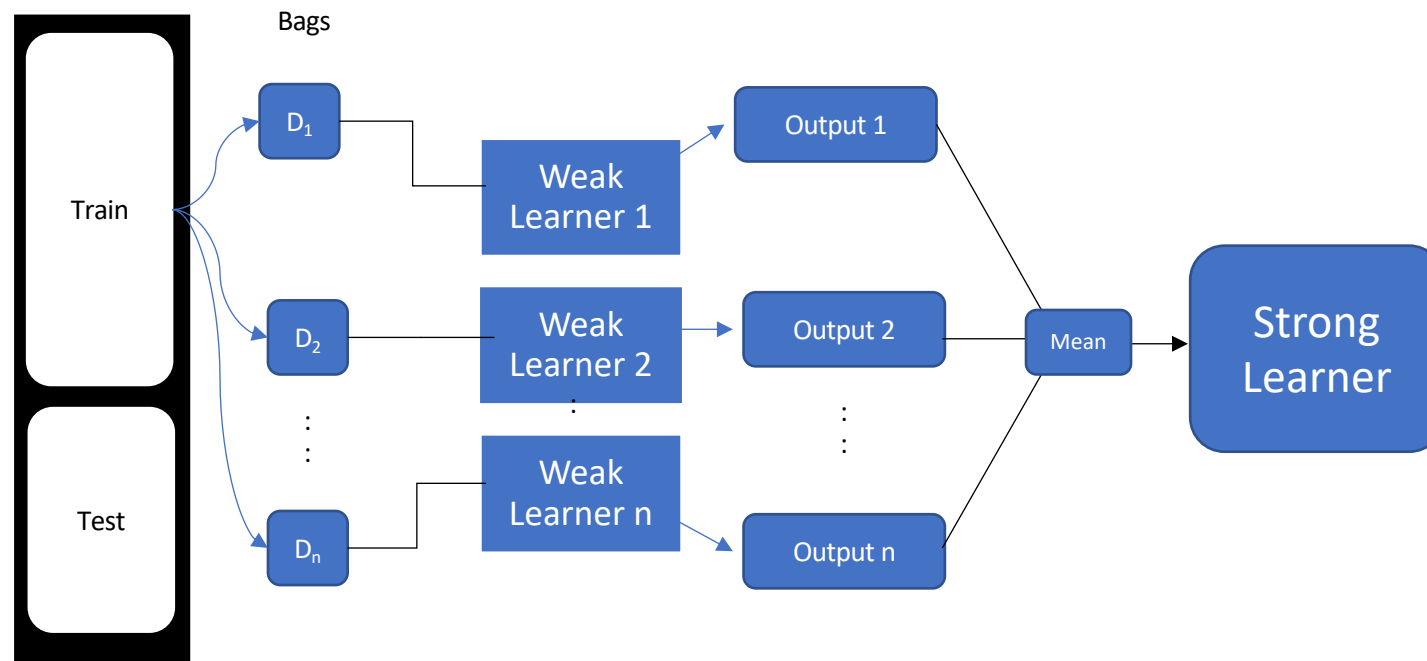 Bags
Train
Test
D₁
D₂
⋮
Dₙ
Weak
Learner 1
Weak
Learner 2
Weak
Learner n
Output 1
Output 2
⋮
Output n
Mean
Strong
Learner